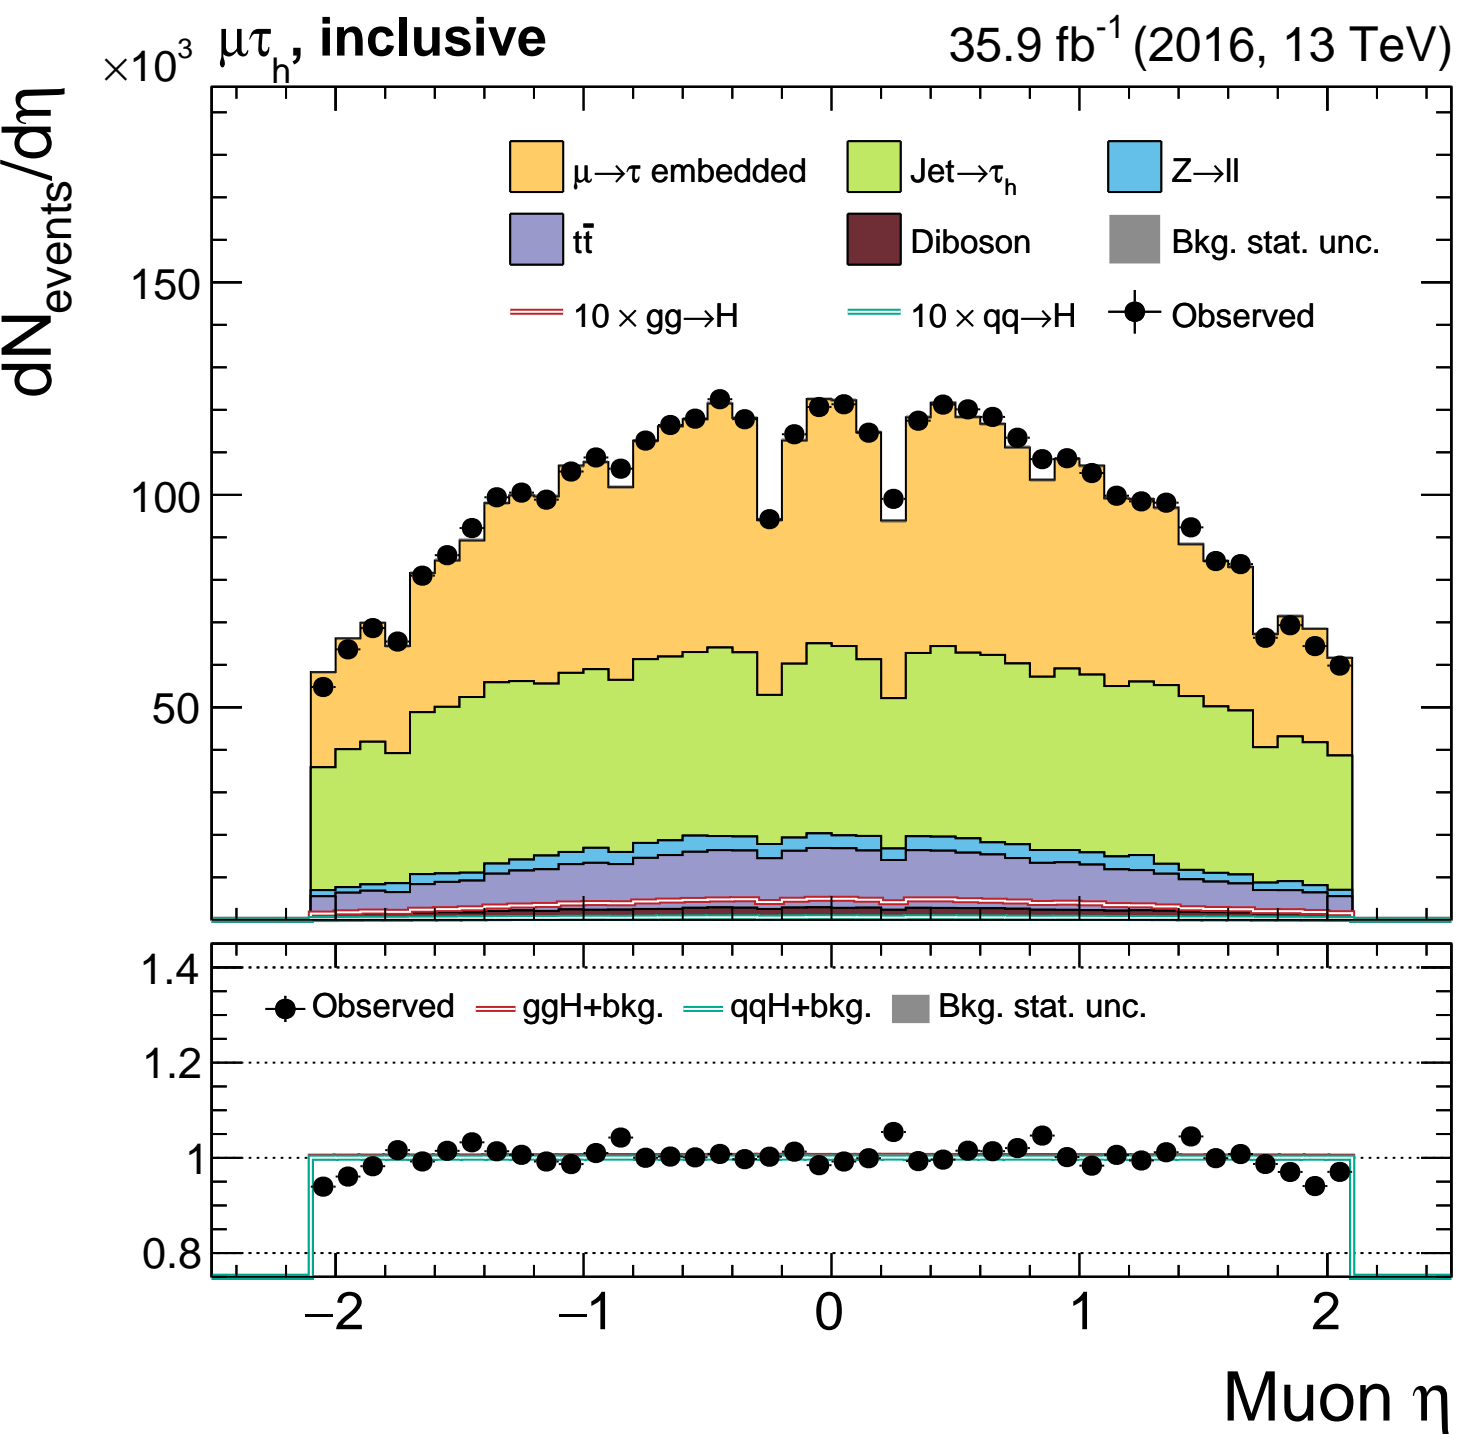 ×10³ μτₕ, inclusive 35.9 fb⁻¹ (2016, 13 TeV)
dN_events/dη
μ→τ embedded Jet→τₕ Z→ll
tt̄ Diboson Bkg. stat. unc.
10 × gg→H 10 × qq→H Observed
150
100
50
1.4
Observed ggH+bkg. qqH+bkg. Bkg. stat. unc.
1.2
1
0.8
−2 −1 0 1 2
Muon η